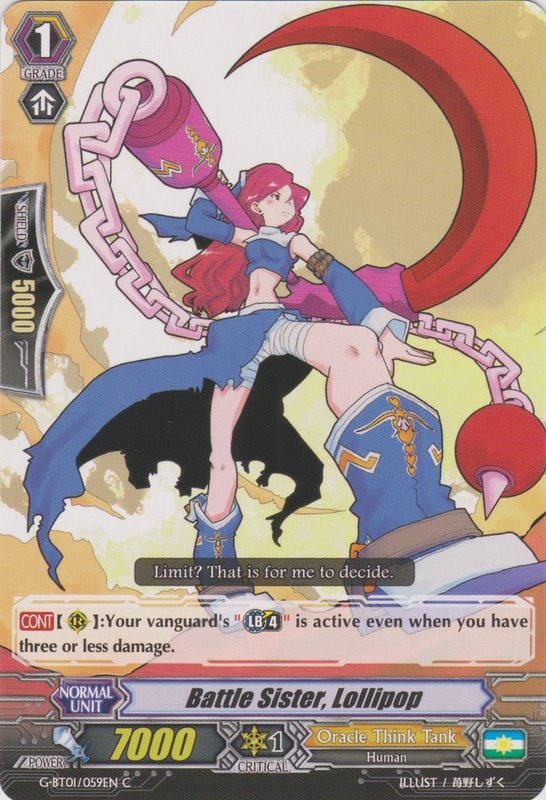 1
GRADE
SHIELD
5000
Limit? That is for me to decide.
CONT【 R 】:Your vanguard's " LB 4 " is active even when you have
three or less damage.
NORMAL
UNIT
Battle Sister, Lollipop
POWER
7000
1
CRITICAL
Oracle Think Tank
Human
G-BT01/059EN C
ILLUST / 苺野しずく